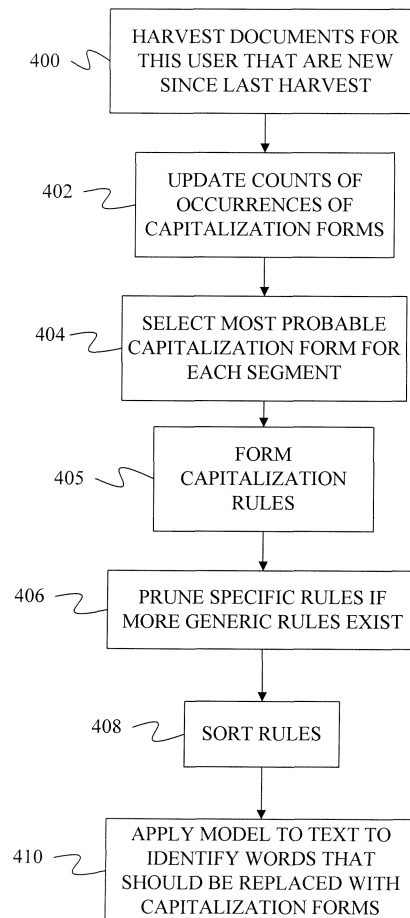 400
HARVEST DOCUMENTS FOR
THIS USER THAT ARE NEW
SINCE LAST HARVEST
402
UPDATE COUNTS OF
OCCURRENCES OF
CAPITALIZATION FORMS
404
SELECT MOST PROBABLE
CAPITALIZATION FORM FOR
EACH SEGMENT
405
FORM
CAPITALIZATION
RULES
406
PRUNE SPECIFIC RULES IF
MORE GENERIC RULES EXIST
408
SORT RULES
410
APPLY MODEL TO TEXT TO
IDENTIFY WORDS THAT
SHOULD BE REPLACED WITH
CAPITALIZATION FORMS